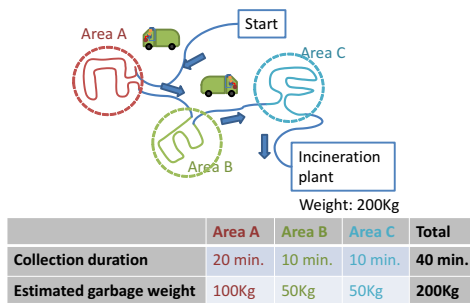 Start
Area A
Area C
Area B
Incineration
plant
Weight: 200Kg
Area A Area B Area C Total
Collection duration 20 min. 10 min. 10 min. 40 min.
Estimated garbage weight 100Kg 50Kg 50Kg 200Kg